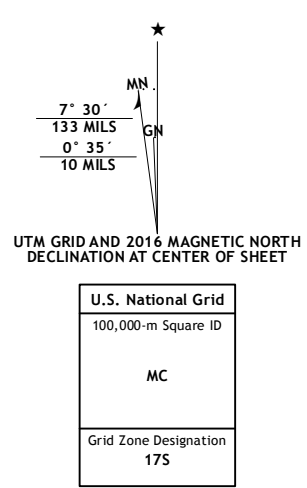 MN
7° 30´
133 MILS
GN
0° 35´
10 MILS
UTM GRID AND 2016 MAGNETIC NORTH
DECLINATION AT CENTER OF SHEET
U.S. National Grid
100,000-m Square ID
MC
Grid Zone Designation
17S